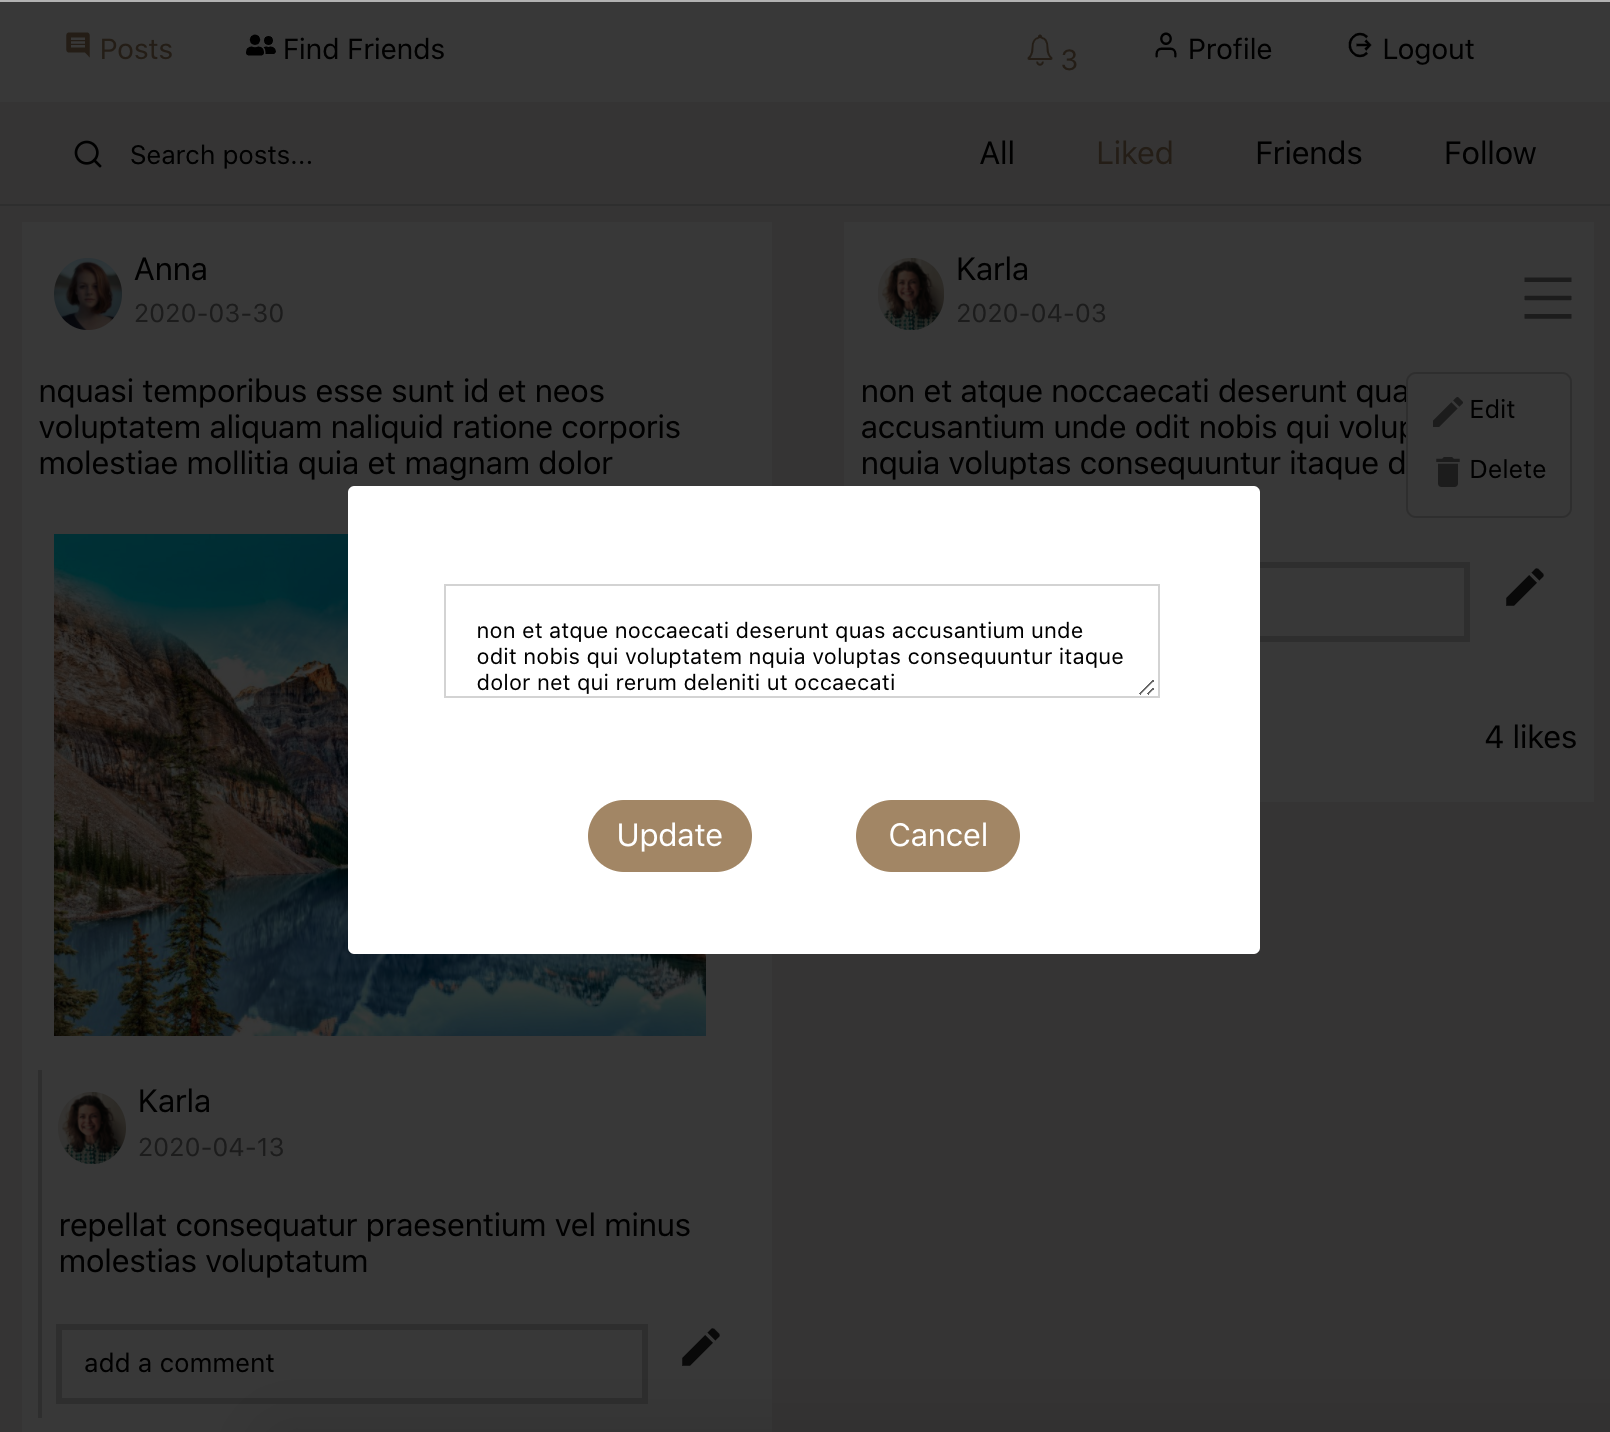 Posts Find Friends 3 Profile Logout
Search posts... All Liked Friends Follow
Anna
2020-03-30
nquasi temporibus esse sunt id et neos
voluptatem aliquam naliquid ratione corporis
molestiae mollitia quia et magnam dolor
Karla
2020-04-03
non et atque noccaecati deserunt qua
accusantium unde odit nobis qui volup
nquia voluptas consequuntur itaque d
Edit
Delete
non et atque noccaecati deserunt quas accusantium unde
odit nobis qui voluptatem nquia voluptas consequuntur itaque
dolor net qui rerum deleniti ut occaecati
Update Cancel
4 likes
Karla
2020-04-13
repellat consequatur praesentium vel minus
molestias voluptatum
add a comment